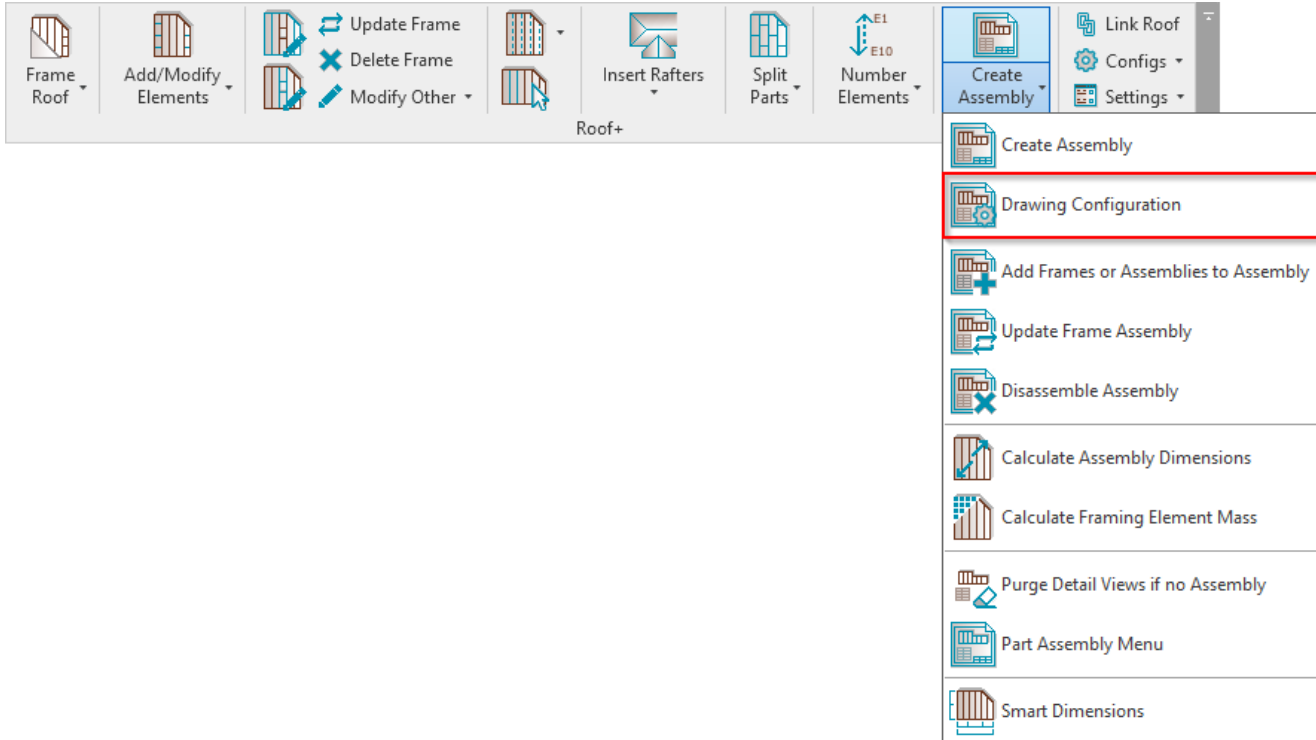 Frame
Roof
Add/Modify
Elements
Update Frame
Delete Frame
Modify Other
Insert Rafters
Split
Parts
E1
E10
Number
Elements
Create
Assembly
Link Roof
Configs
Settings
Roof+
Create Assembly
Drawing Configuration
Add Frames or Assemblies to Assembly
Update Frame Assembly
Disassemble Assembly
Calculate Assembly Dimensions
Calculate Framing Element Mass
Purge Detail Views if no Assembly
Part Assembly Menu
Smart Dimensions